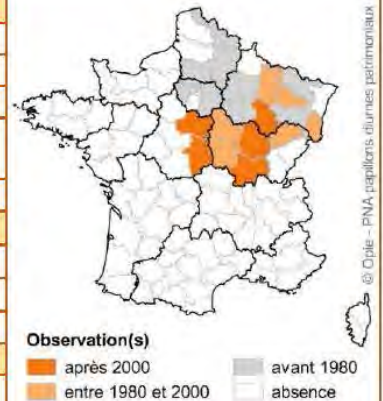 © Opie - PNA papillons diurnes patrimoniaux
Observation(s)
après 2000
avant 1980
entre 1980 et 2000
absence